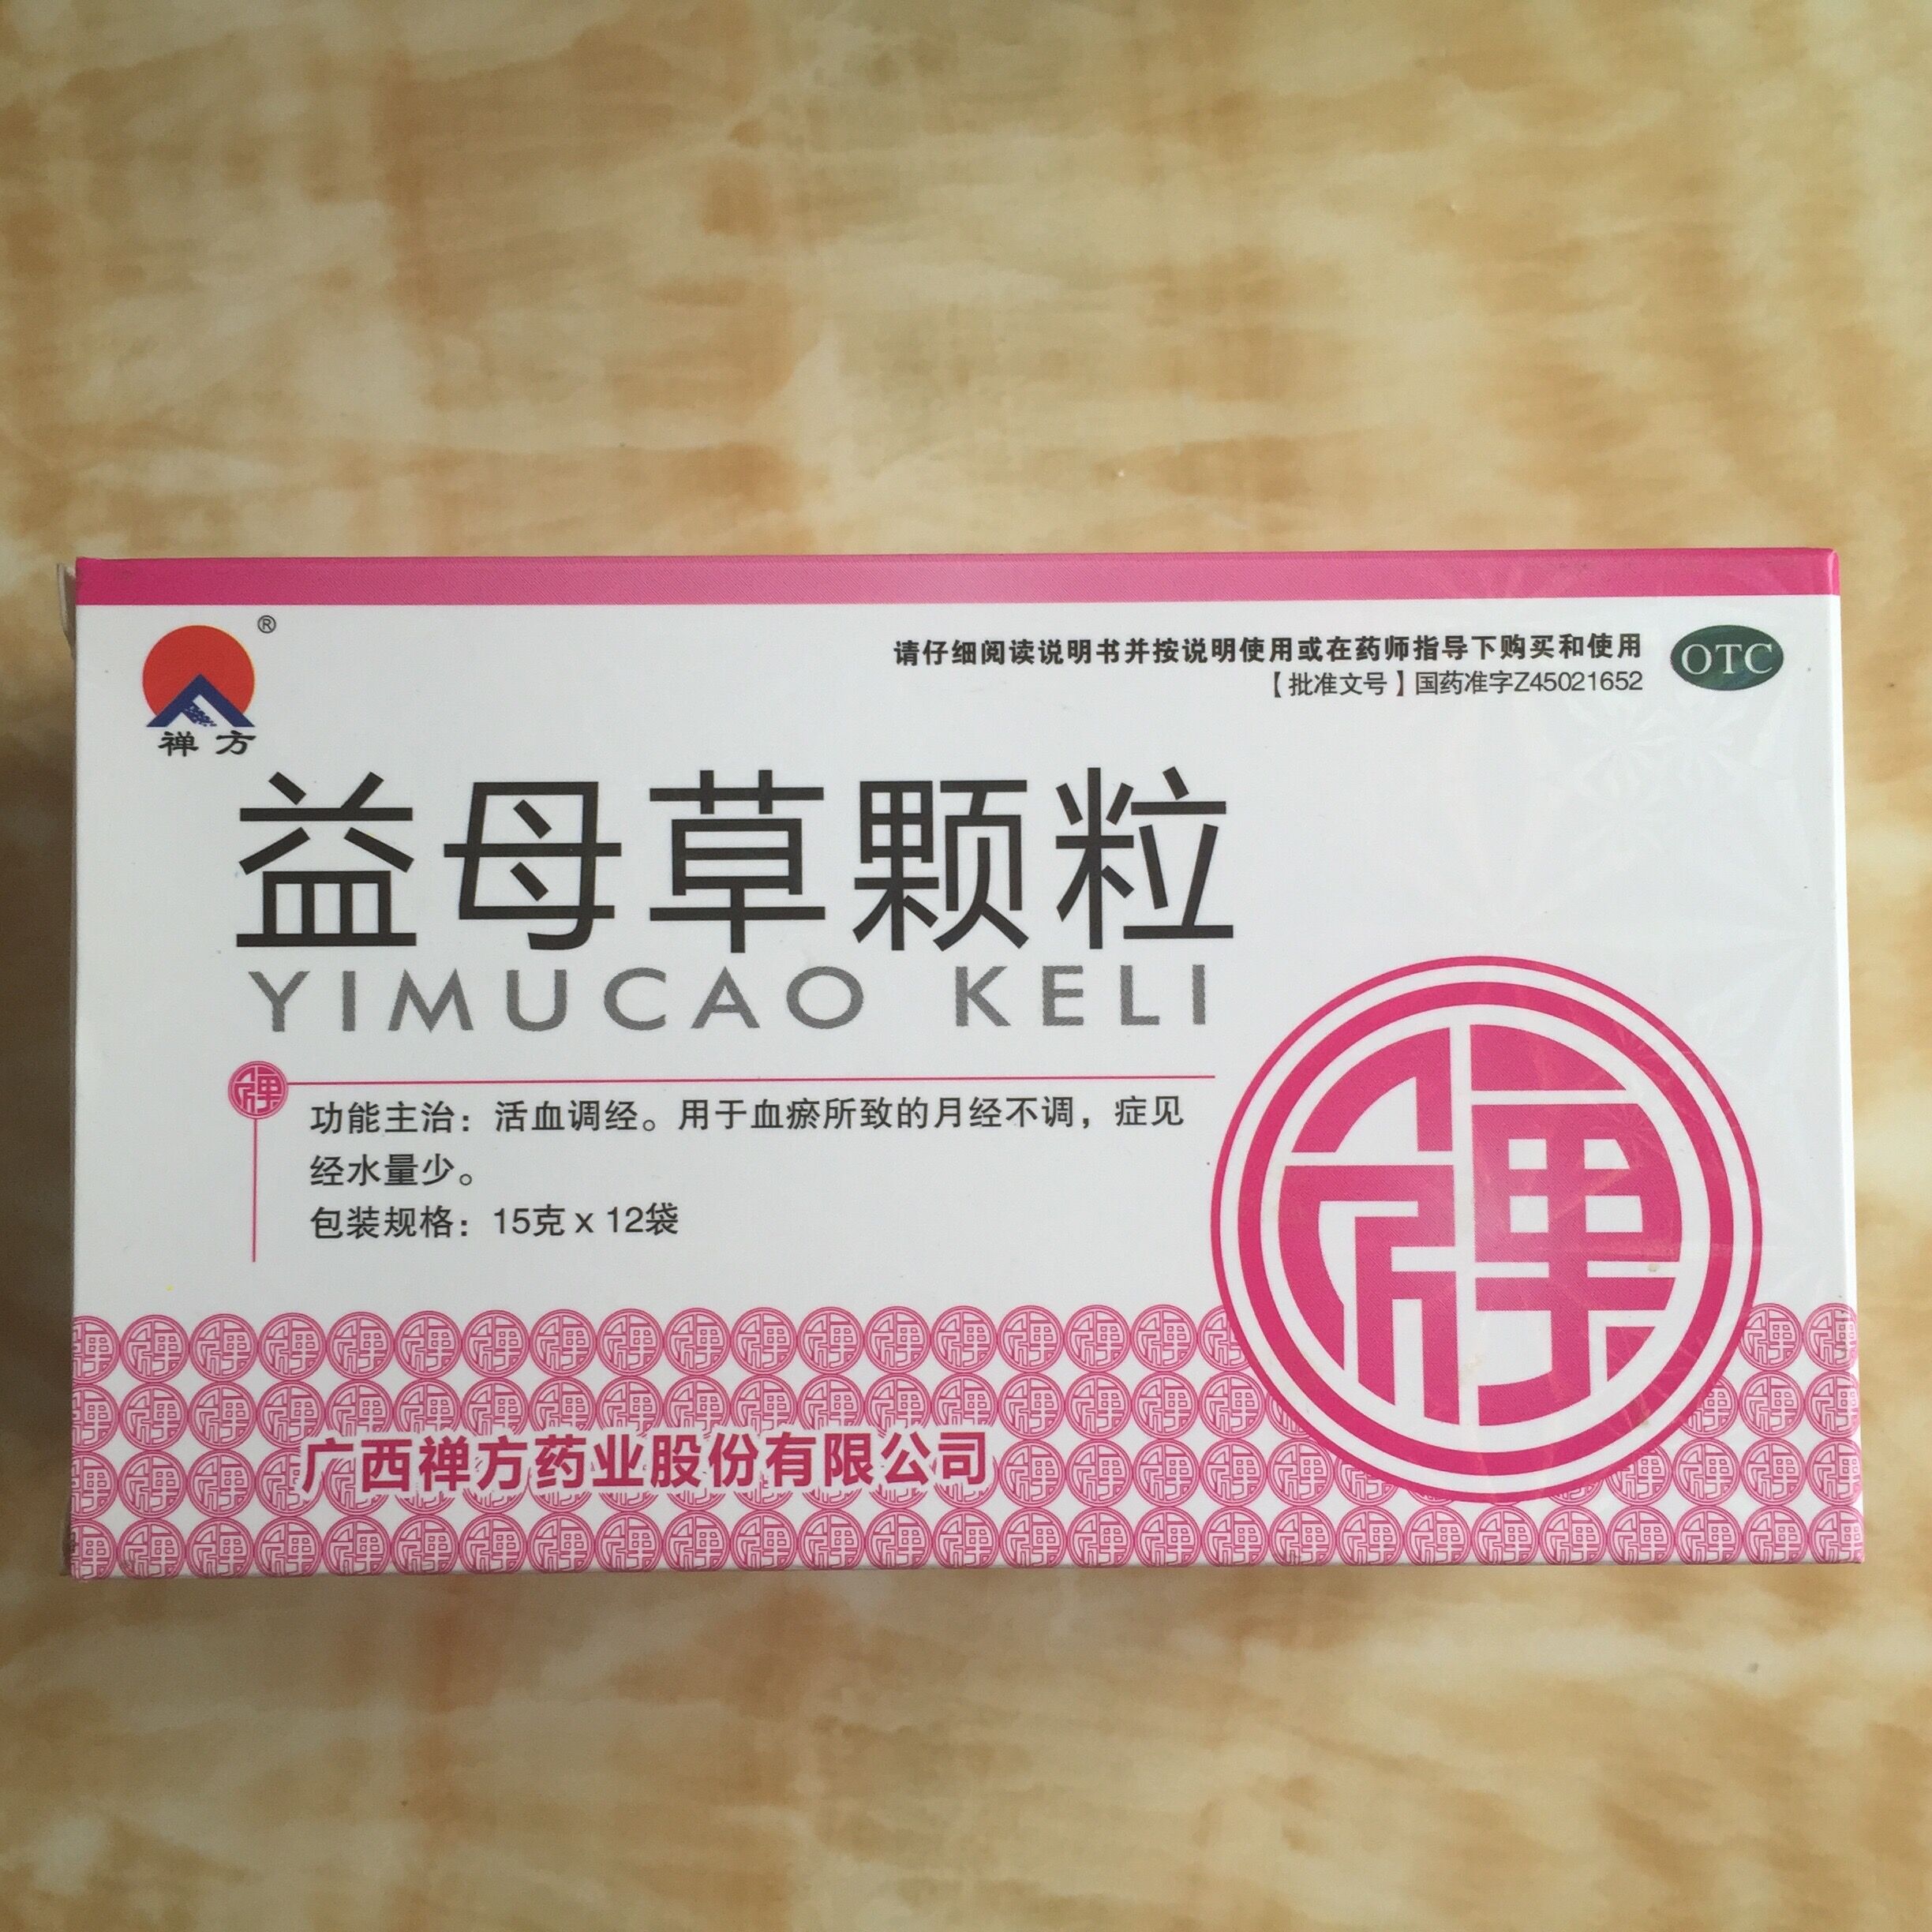 ®
禅方
请仔细阅读说明书并按说明使用或在药师指导下购买和使用
OTC
【批准文号】国药准字Z45021652
益母草颗粒
YIMUCAO KELI
功能主治：活血调经。用于血瘀所致的月经不调，症见
经水量少。
包装规格：15克x12袋
禅
广西禅方药业股份有限公司